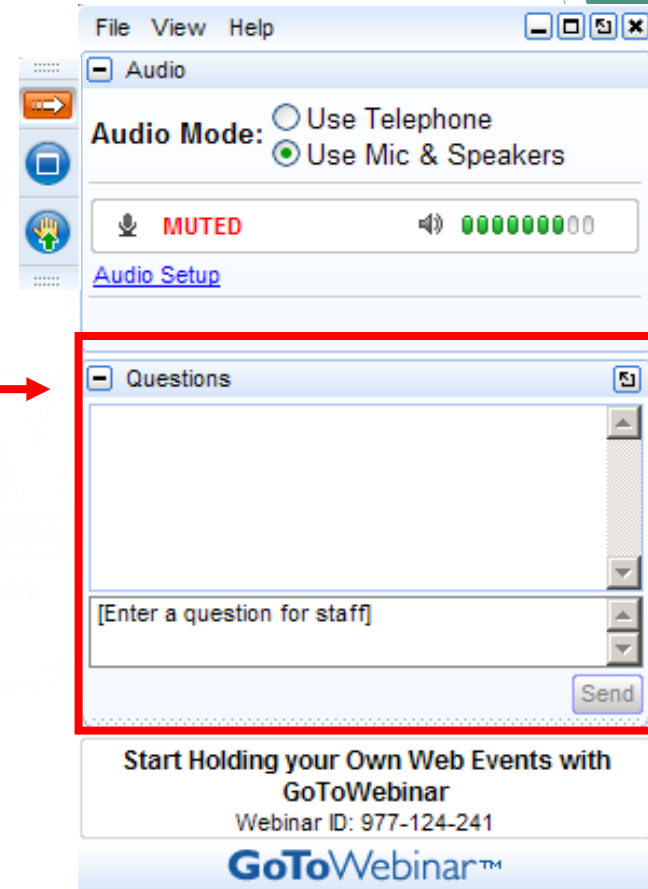 File View Help
Audio
Audio Mode:
Use Telephone
Use Mic & Speakers
MUTED
Audio Setup
Questions
[Enter a question for staff]
Send
Start Holding your Own Web Events with
GoToWebinar
Webinar ID: 977-124-241
GoToWebinar™